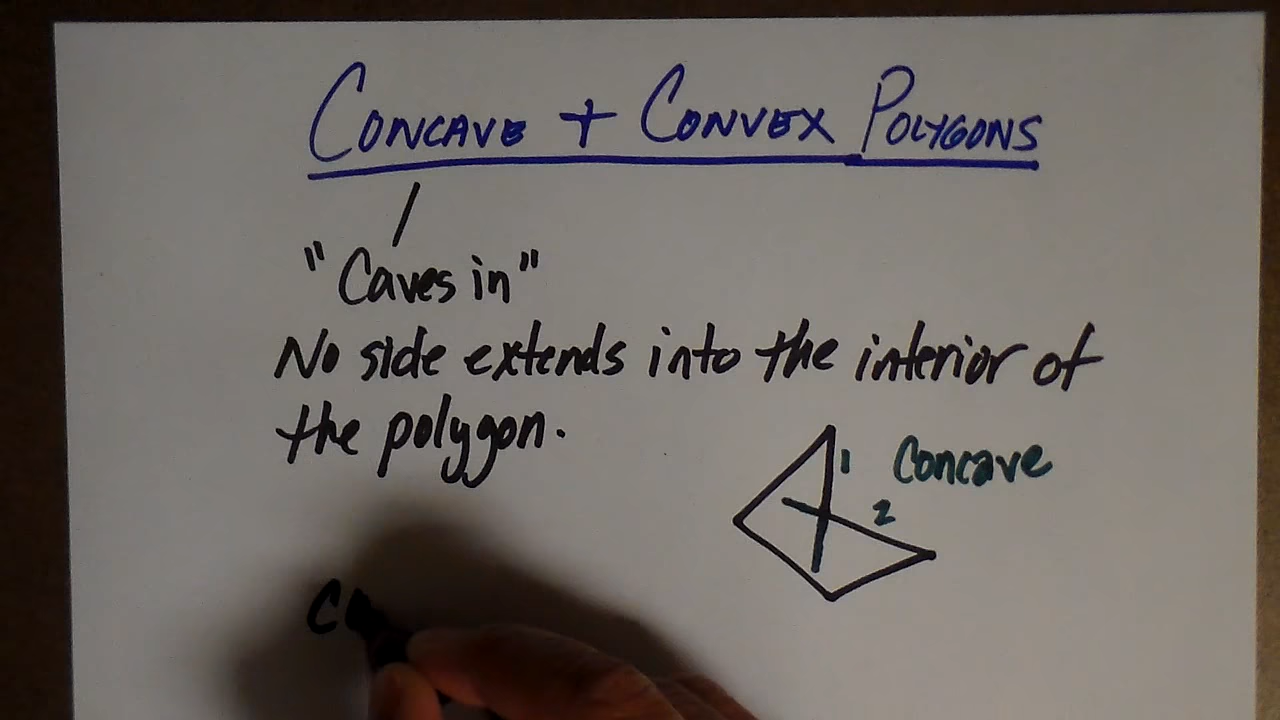 CONCAVE + CONVEX POLYGONS
"Caves in"
No side extends into the interior of
the polygon.
1 Concave
2